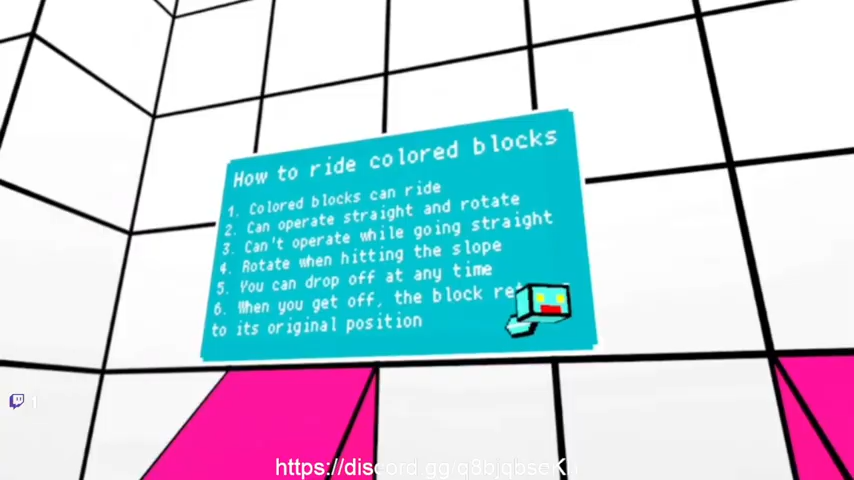 How to ride colored blocks
1. Colored blocks can ride
2. Can operate straight and rotate
3. Can't operate while going straight
4. Rotate when hitting the slope
5. You can drop off at any time
6. When you get off, the block
to its original position
1